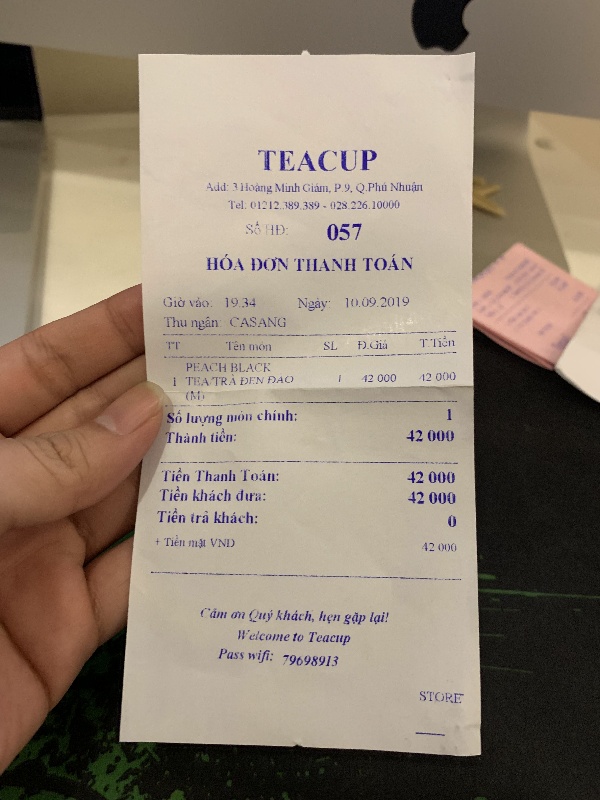 TEACUP
Add: 3 Hoàng Minh Giám, P.9, Q.Phú Nhuận
Tel: 01212.389.389 - 028.226.10000
Số HĐ: 057
HÓA ĐƠN THANH TOÁN
Giờ vào: 19:34 Ngày: 10.09.2019
Thu ngân: CASANG
TT Tên món SL Đ.Giá T.Tiền
PEACH BLACK
1 TEA/TRÀ ĐEN ĐÀO 1 42 000 42 000
(M)
Số lượng món chính: 1
Thành tiền: 42 000
Tiền Thanh Toán: 42 000
Tiền khách đưa: 42 000
Tiền trả khách: 0
+ Tiền mặt VND 42 000
Cảm ơn Quý khách, hẹn gặp lại!
Welcome to Teacup
Pass wifi: 79698913
STORE